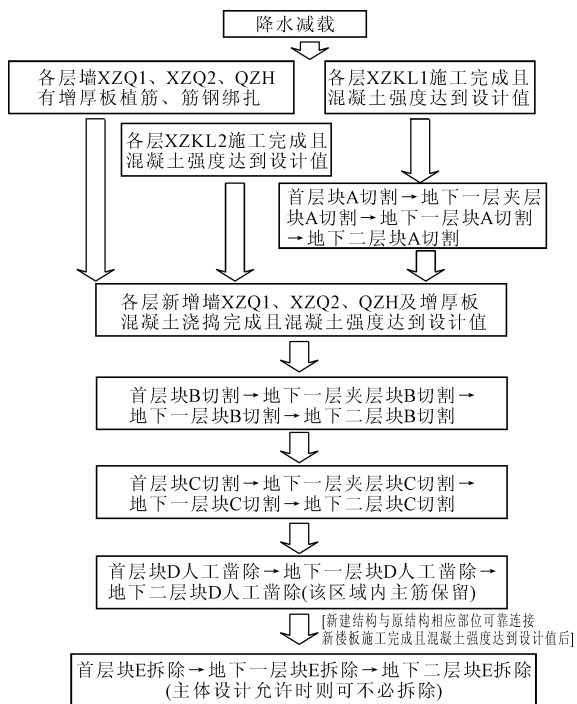 降水减载
各层墙XZQ1、XZQ2、QZH
有增厚板植筋、筋钢绑扎
各层XZKL1施工完成且
混凝土强度达到设计值
各层XZKL2施工完成且
混凝土强度达到设计值
首层块A切割→地下一层夹层
块A切割→地下一层块A切割
→地下二层块A切割
各层新增墙XZQ1、XZQ2、QZH及增厚板
混凝土浇捣完成且混凝土强度达到设计值
首层块B切割→地下一层夹层块B切割→
地下一层块B切割→地下二层块B切割
首层块C切割→地下一层夹层块C切割→
地下一层块C切割→地下二层块C切割
首层块D人工凿除→地下一层块D人工凿除→
地下二层块D人工凿除(该区域内主筋保留)
[新建结构与原结构相应部位可靠连接
新楼板施工完成且混凝土强度达到设计值后]
首层块E拆除→地下一层块E拆除→地下二层块E拆除
(主体设计允许时则可不必拆除)